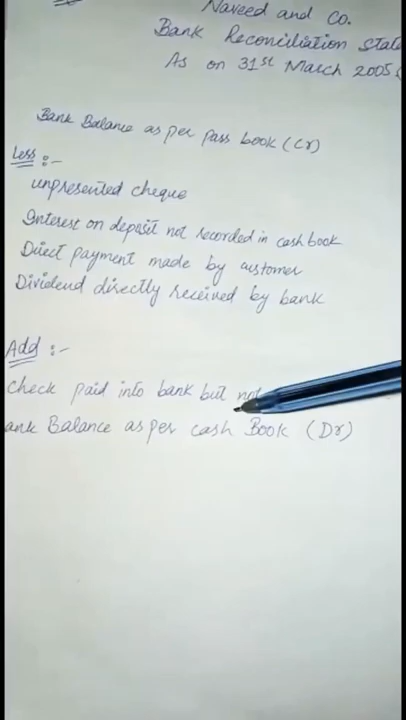 Naveed and Co.
Bank Reconciliation State
As on 31st March 2005
Bank Balance as per pass book (Cr)
Less :-
unpresented cheque
Interest on deposit not recorded in cash book
Direct payment made by customer
Dividend directly received by bank
Add :-
check paid into bank but not
ank Balance as per cash Book (Dr)